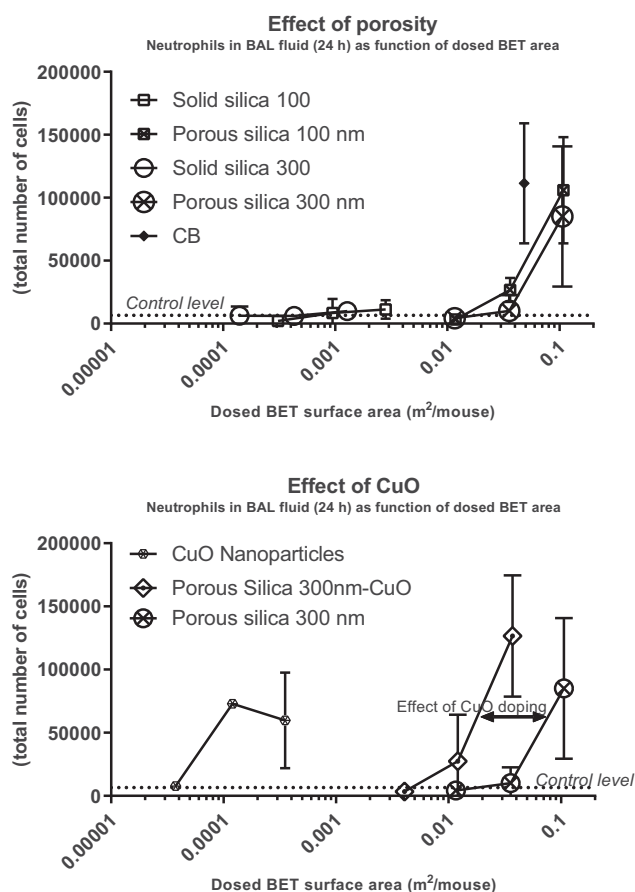 Effect of porosity
Neutrophils in BAL fluid (24 h) as function of dosed BET area
(total number of cells)
200000
150000
100000
50000
0
Solid silica 100
Porous silica 100 nm
Solid silica 300
Porous silica 300 nm
CB
Control level
0.00001
0.0001
0.001
0.01
0.1
Dosed BET surface area (m²/mouse)
Effect of CuO
Neutrophils in BAL fluid (24 h) as function of dosed BET area
(total number of cells)
200000
150000
100000
50000
0
CuO Nanoparticles
Porous Silica 300nm-CuO
Porous silica 300 nm
Effect of CuO doping
Control level
0.00001
0.0001
0.001
0.01
0.1
Dosed BET surface area (m²/mouse)